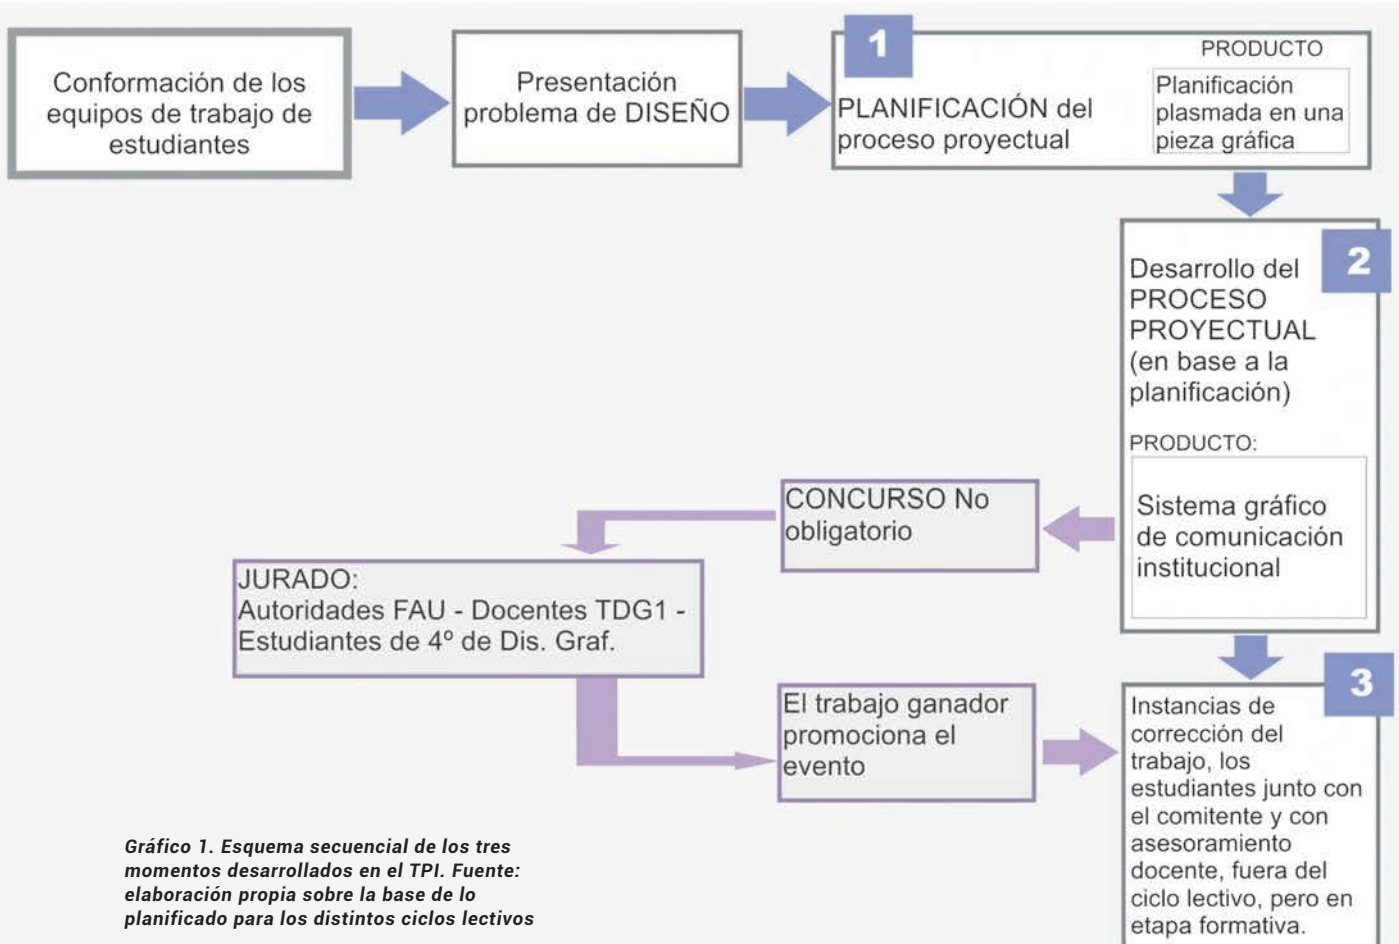 Conformación de los
equipos de trabajo de
estudiantes
Presentación
problema de DISEÑO
1
PLANIFICACIÓN del
proceso proyectual
PRODUCTO
Planificación
plasmada en una
pieza gráfica
2
Desarrollo del
PROCESO
PROYECTUAL
(en base a la
planificación)
PRODUCTO:
Sistema gráfico
de comunicación
institucional
CONCURSO No
obligatorio
JURADO:
Autoridades FAU - Docentes TDG1 -
Estudiantes de 4º de Dis. Graf.
El trabajo ganador
promociona el
evento
3
Instancias de
corrección del
trabajo, los
estudiantes junto con
el comitente y con
asesoramiento
docente, fuera del
ciclo lectivo, pero en
etapa formativa.
Gráfico 1. Esquema secuencial de los tres
momentos desarrollados en el TPI. Fuente:
elaboración propia sobre la base de lo
planificado para los distintos ciclos lectivos